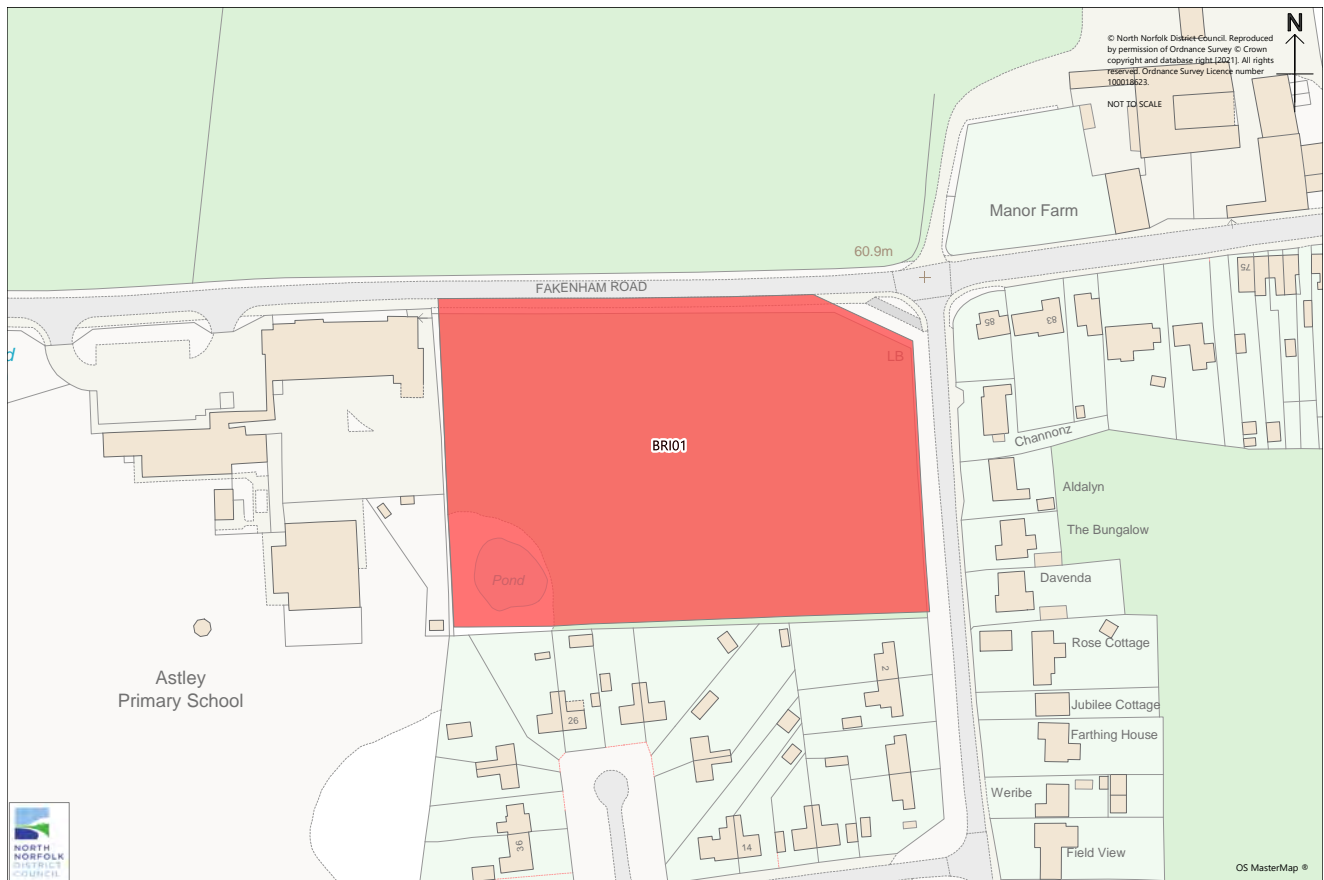 N
© North Norfolk District Council. Reproduced
by permission of Ordnance Survey © Crown
copyright and database right [2021]. All rights
reserved. Ordnance Survey Licence number
100018623.
NOT TO SCALE
Manor Farm
60.9m
FAKENHAM ROAD
75
85
83
d
LB
BRI01
Channonz
Aldalyn
The Bungalow
Pond
Davenda
Rose Cottage
2
Astley
Primary School
Jubilee Cottage
26
Farthing House
Weribe
36
14
Field View
NORTH
NORFOLK
DISTRICT
COUNCIL
OS MasterMap ®